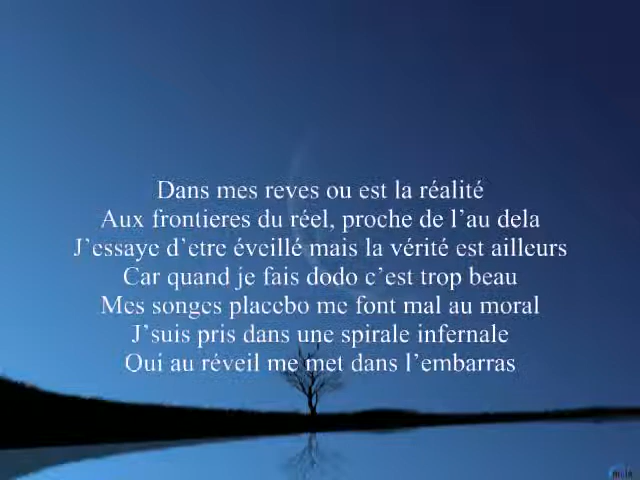 Dans mes reves ou est la réalité
Aux frontieres du réel, proche de l'au dela
J'essaye d'etre éveillé mais la vérité est ailleurs
Car quand je fais dodo c'est trop beau
Mes songes placebo me font mal au moral
J'suis pris dans une spirale infernale
Qui au réveil me met dans l'embarras